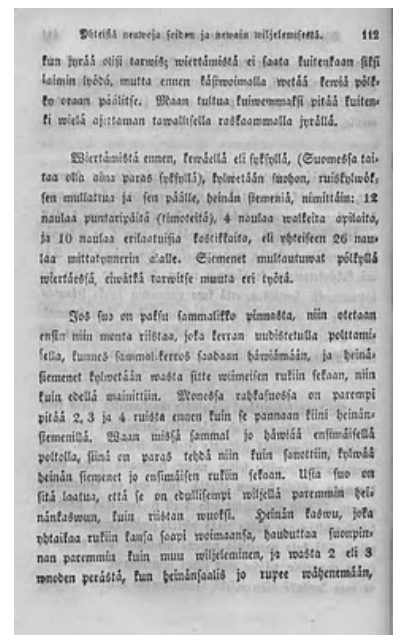 Yhteisiä neuwoja soiden ja newain wiljelemisestä. 112
kun jyrää olisi tarwis; wiertämistä ei saata kuitenkaan siksi
laimin lyödä, mutta ennen käsiwoimalla wetää kewiä pölk-
ky oraan päälitse. Maan tultua kuiwemmaksi pitää kuiten-
ki wielä ajettaman tawallisella raskaammalla jyrällä.
Wiertämistä ennen, kewäellä eli syksyllä, (Suomessa tai-
taa olla aina paras syksyllä), kylwetään suohon, ruiskylwök-
sen mullattua ja sen päälle, heinän siemeniä, nimittäin: 12
naulaa puntaripäitä (timoteitä), 4 naulaa walkeita apilaita,
ja 10 naulaa erilaatuisia kastikkaita, eli yhteiseen 26 nau-
laa mittatynnerin alalle. Siemenet multautuwat pölkyllä
wiertäessä, eiwätkä tarwitse muuta eri työtä.
Jos suo on paksu sammalikko pinnasta, niin otetaan
ensin niin monta riistaa, joka kerran uudistetulla polttami-
sella, kunnes sammal-kerros saadaan häwiämään, ja heinä-
siemenet kylwetään wasta sitte wiimeisen rukiin sekaan, niin
kuin edellä mainittiin. Monessa rahkasuossa on parempi
pitää 2, 3 ja 4 ruista ennen kuin se pannaan kiini heinän-
siemenillä. Waan missä sammal jo häwiää ensimäisellä
poltolla, siinä on paras tehdä niin kuin sanottiin, kylwää
heinän siemenet jo ensimäisen rukiin sekaan. Usia suo on
sitä laatua, että se on edullisempi wiljellä paremmin hei-
nänkaswun, kuin riistan wuoksi. Heinän kaswu, joka
yhtaikaa rukiin kansa saapi woimaansa, hauduttaa suonpin-
nan paremmin kuin muu wiljeleminen, ja wasta 2 eli 3
wuoden perästä, kun heinänsaalis jo rupee wähenemään,